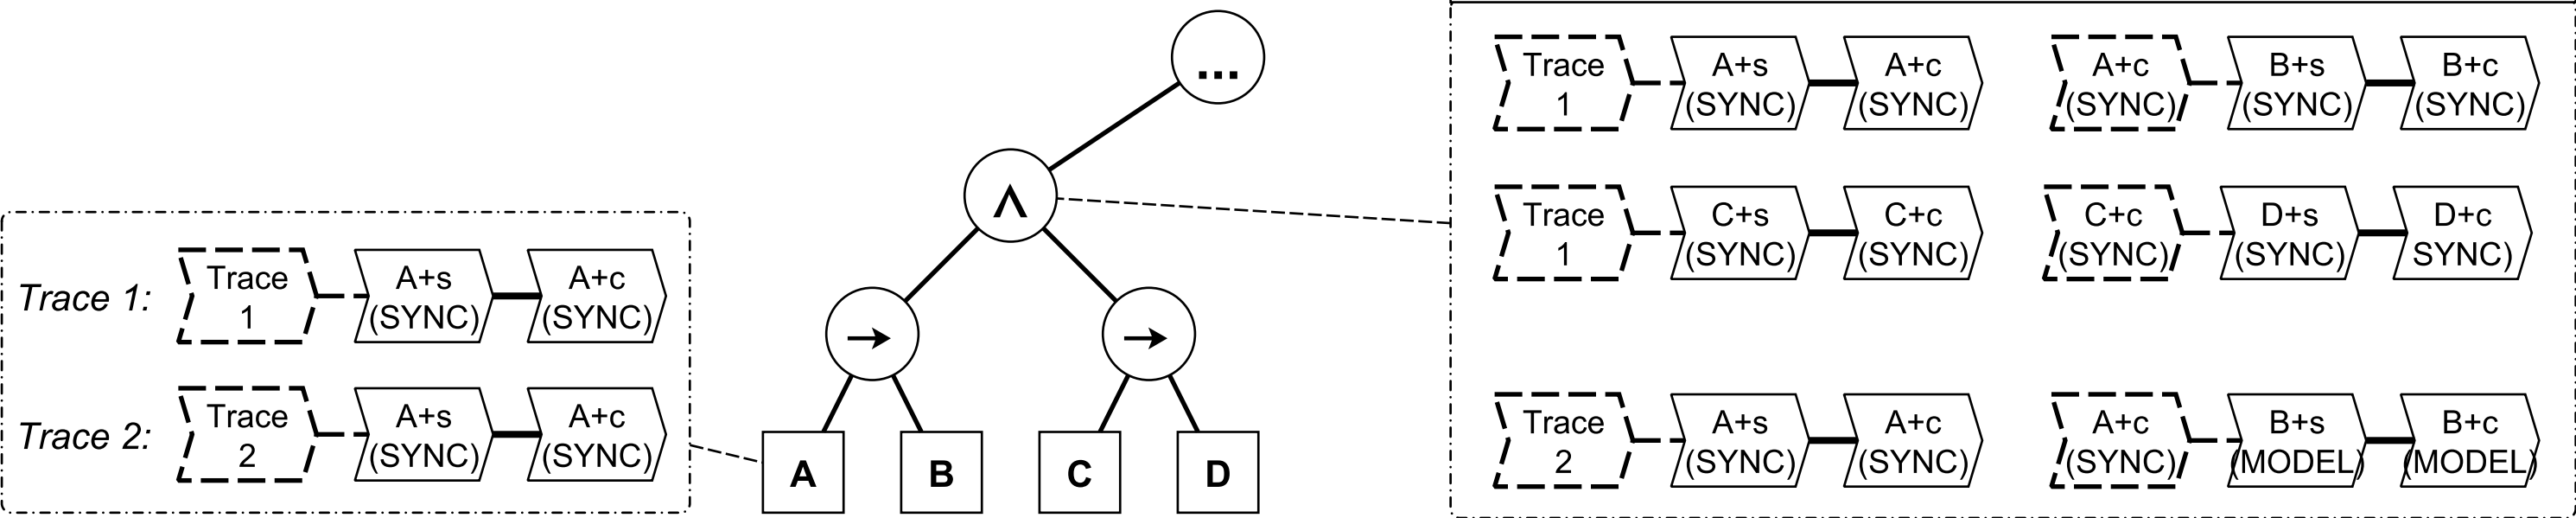 ...
∧
→ →
A B C D
Trace 1:
Trace
1
A+s
(SYNC)
A+c
(SYNC)
Trace 2:
Trace
2
A+s
(SYNC)
A+c
(SYNC)
Trace
1
A+s
(SYNC)
A+c
(SYNC)
A+c
(SYNC)
B+s
(SYNC)
B+c
(SYNC)
Trace
1
C+s
(SYNC)
C+c
(SYNC)
C+c
(SYNC)
D+s
(SYNC)
D+c
SYNC)
Trace
2
A+s
(SYNC)
A+c
(SYNC)
A+c
(SYNC)
B+s
(MODEL)
B+c
(MODEL)